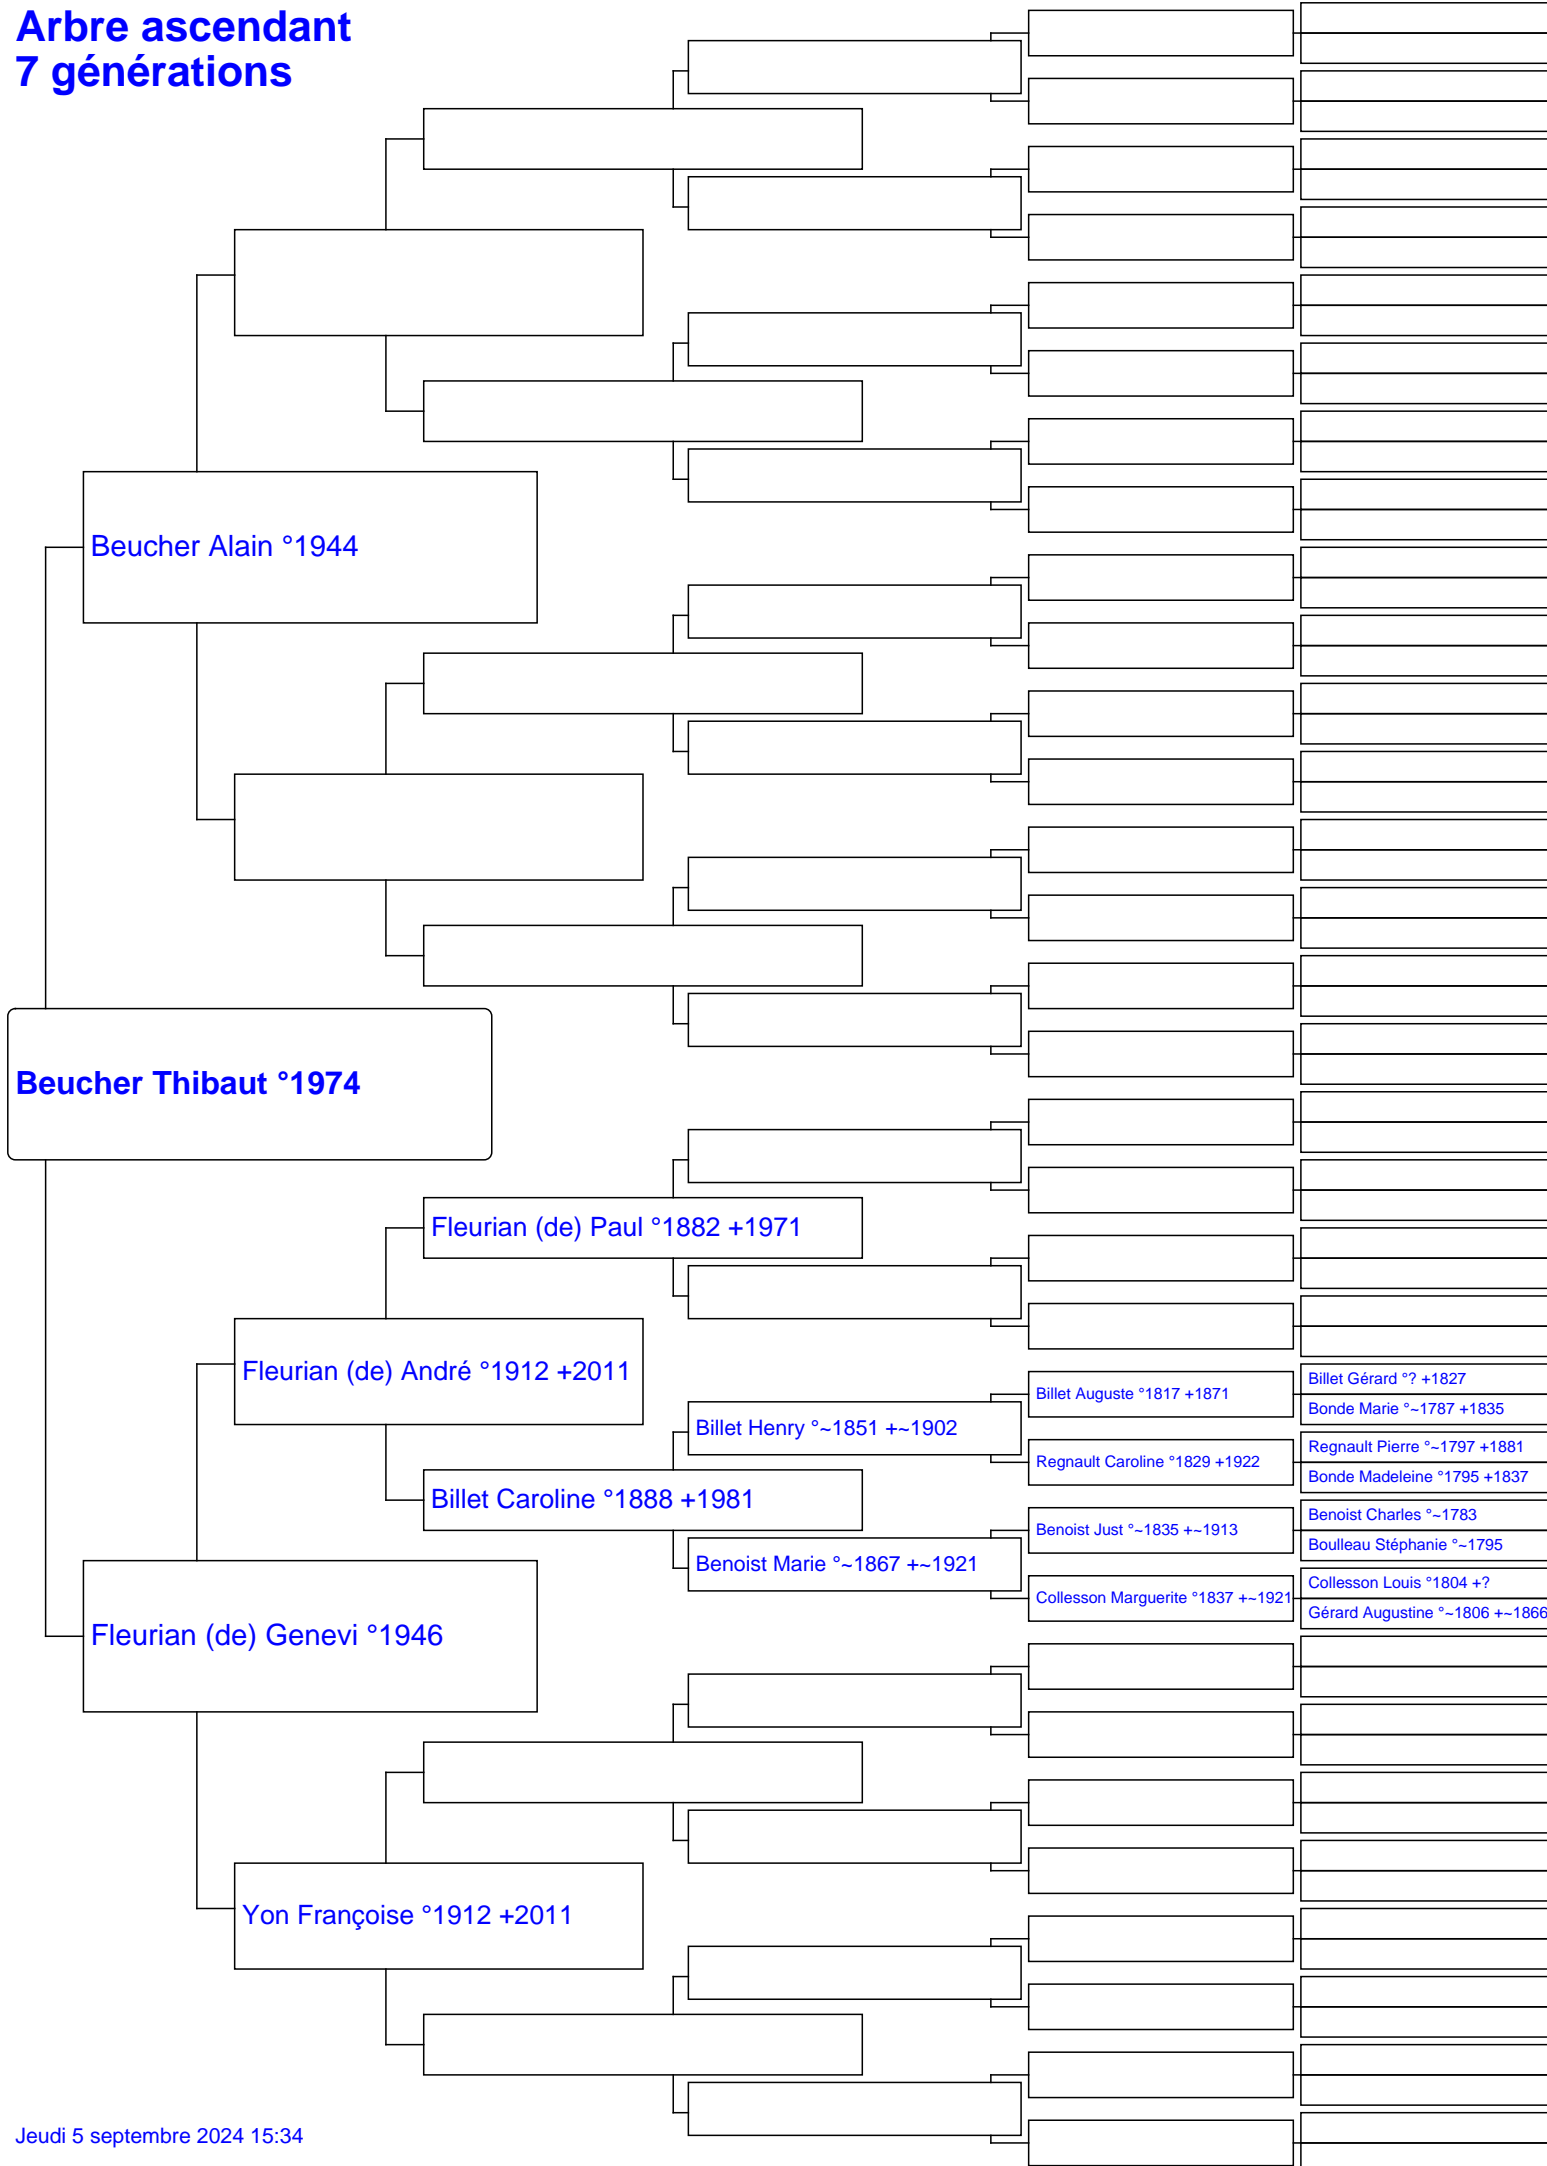 Arbre ascendant
7 générations
Beucher Alain °1944
Beucher Thibaut °1974
Fleurian (de) Paul °1882 +1971
Fleurian (de) André °1912 +2011
Billet Auguste °1817 +1871
Billet Gérard °? +1827
Bonde Marie °~1787 +1835
Billet Henry °~1851 +~1902
Regnault Caroline °1829 +1922
Regnault Pierre °~1797 +1881
Bonde Madeleine °1795 +1837
Billet Caroline °1888 +1981
Benoist Just °~1835 +~1913
Benoist Charles °~1783
Boulleau Stéphanie °~1795
Benoist Marie °~1867 +~1921
Collesson Marguerite °1837 +~1921
Collesson Louis °1804 +?
Gérard Augustine °~1806 +~1866
Fleurian (de) Genevi °1946
Yon Françoise °1912 +2011
Jeudi 5 septembre 2024 15:34